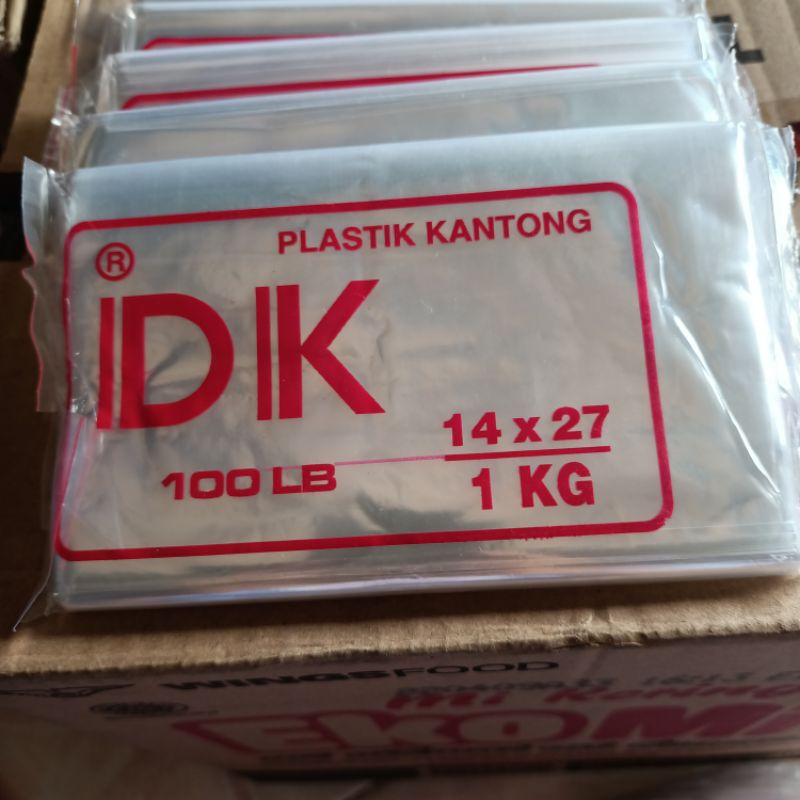 PLASTIK KANTONG
®
DK
100 LB
14 x 27
1 KG
WINGSFOOD
EKOMI